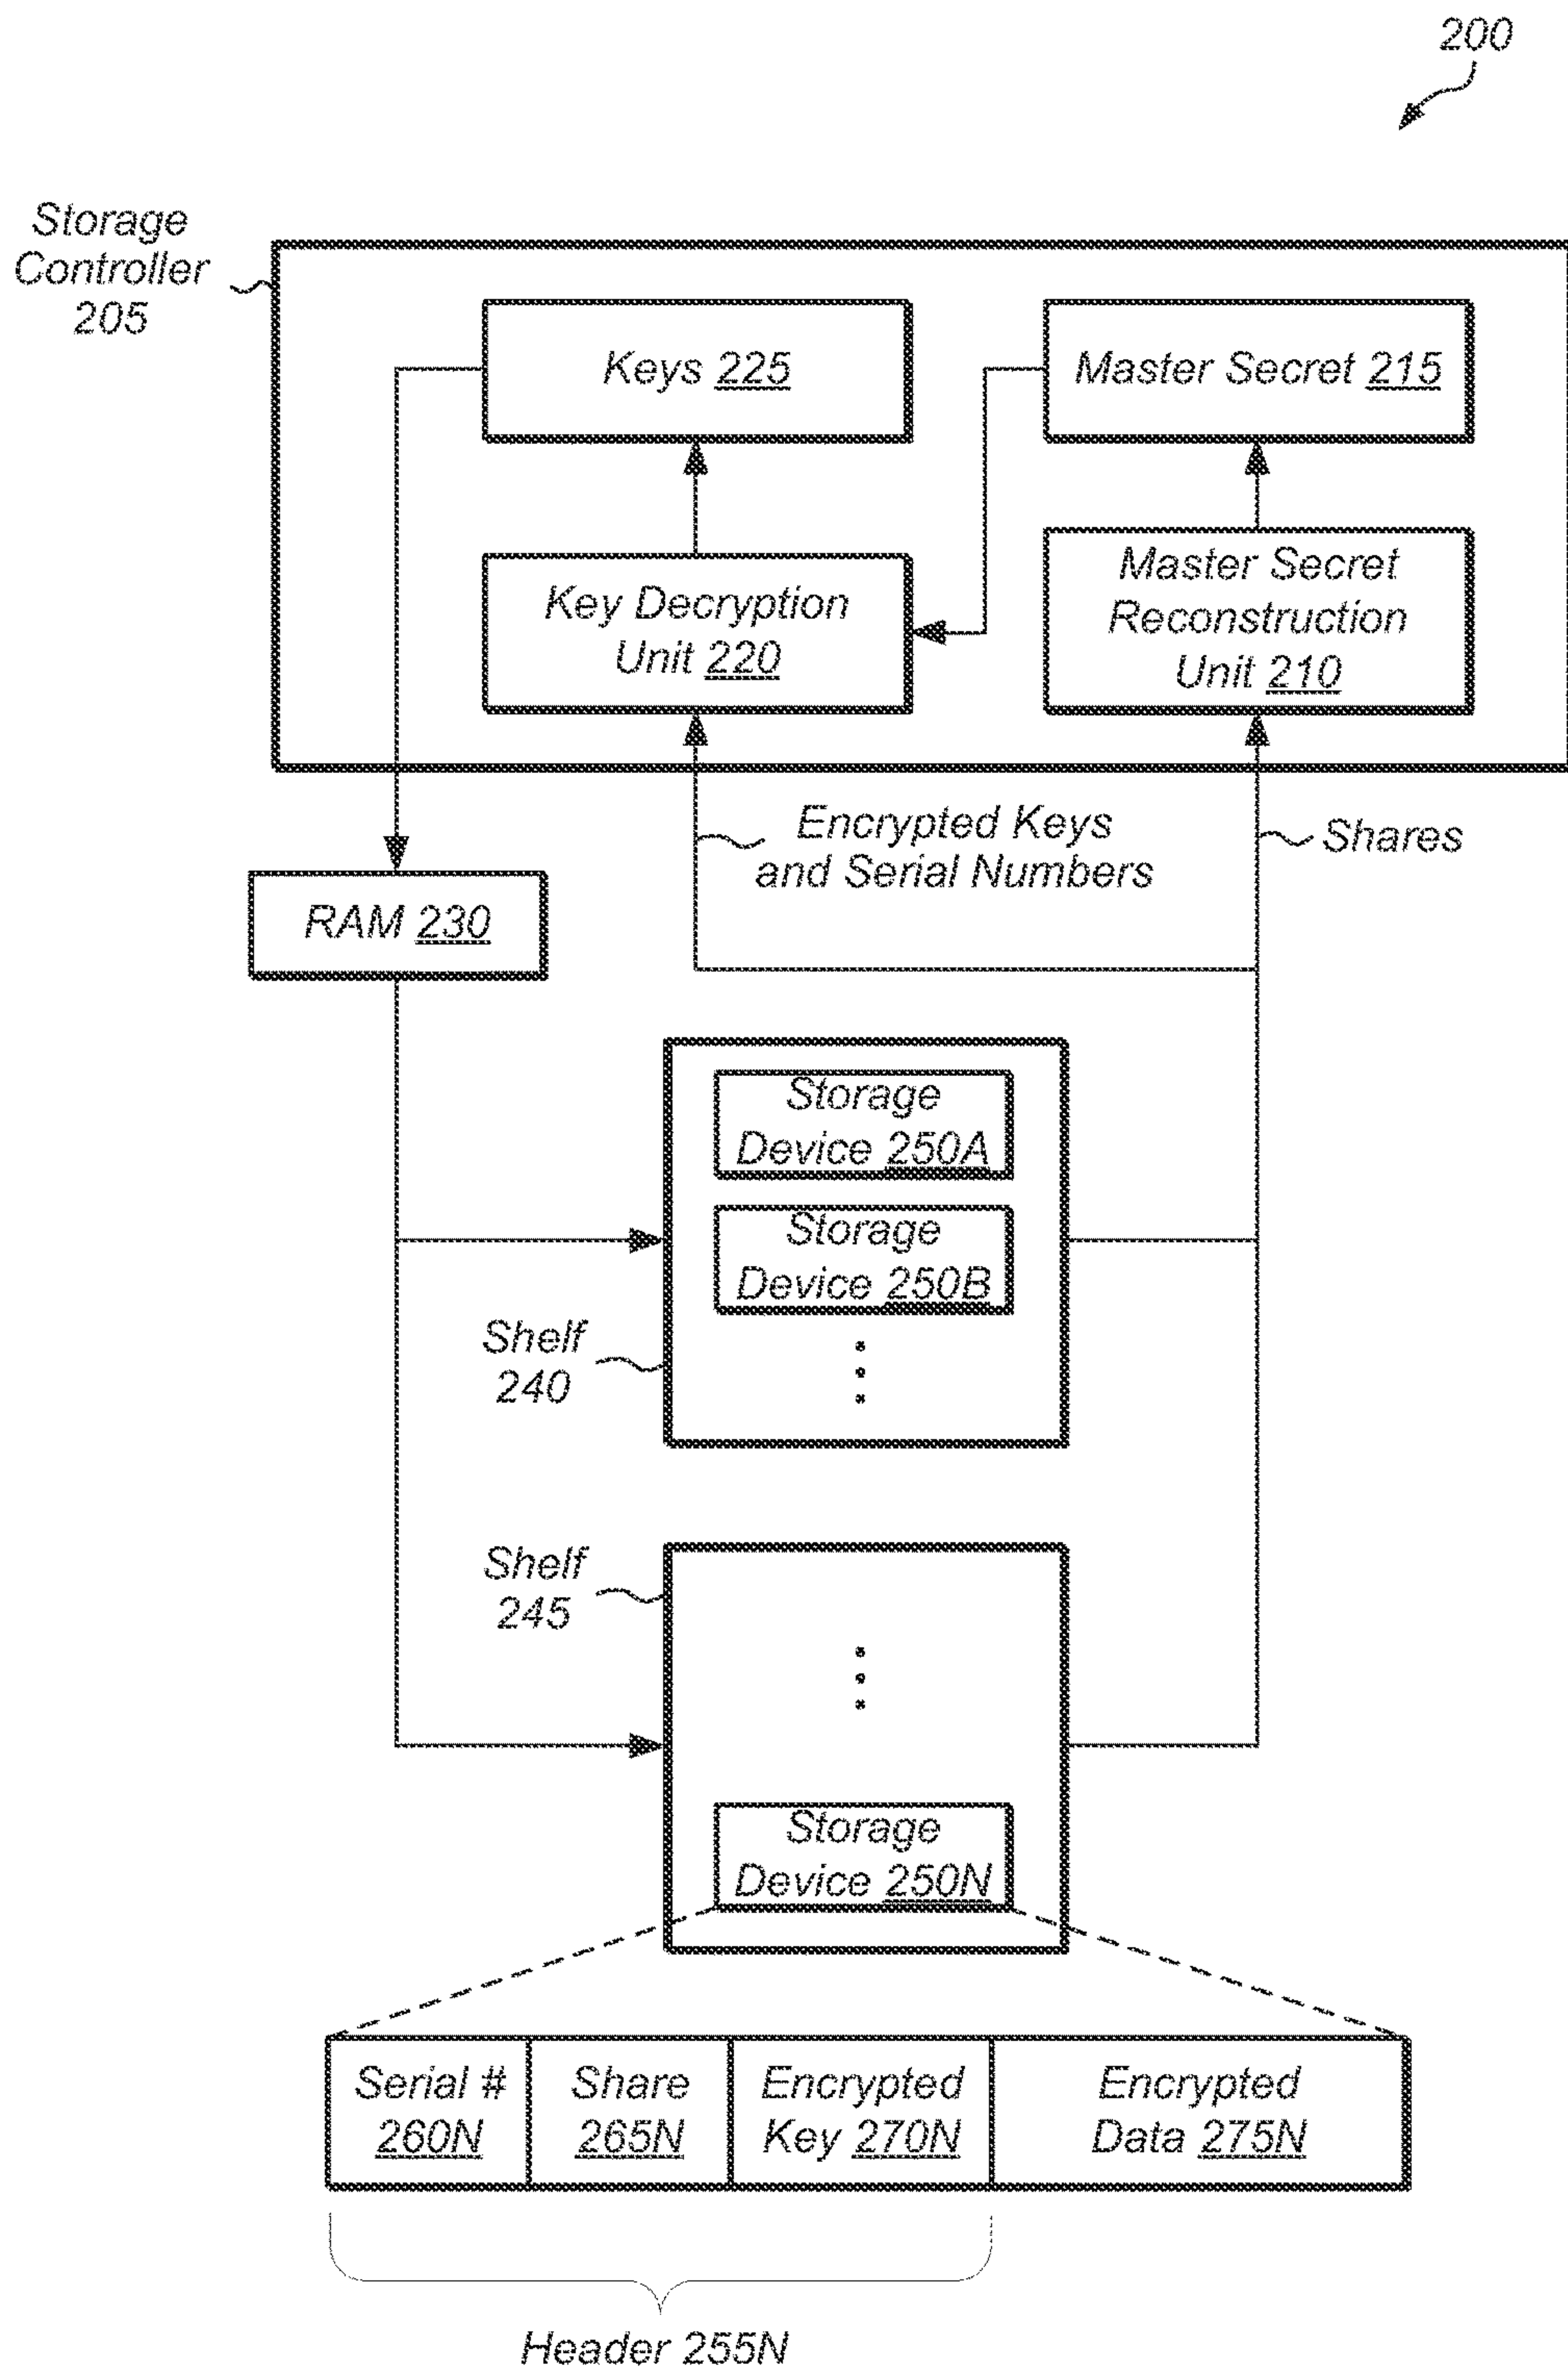 200
Storage
Controller
205
Keys 225
Master Secret 215
Key Decryption
Unit 220
Master Secret
Reconstruction
Unit 210
Encrypted Keys
and Serial Numbers
Shares
RAM 230
Storage
Device 250A
Storage
Device 250B
Shelf
240
Shelf
245
Storage
Device 250N
Serial #
260N
Share
265N
Encrypted
Key 270N
Encrypted
Data 275N
Header 255N